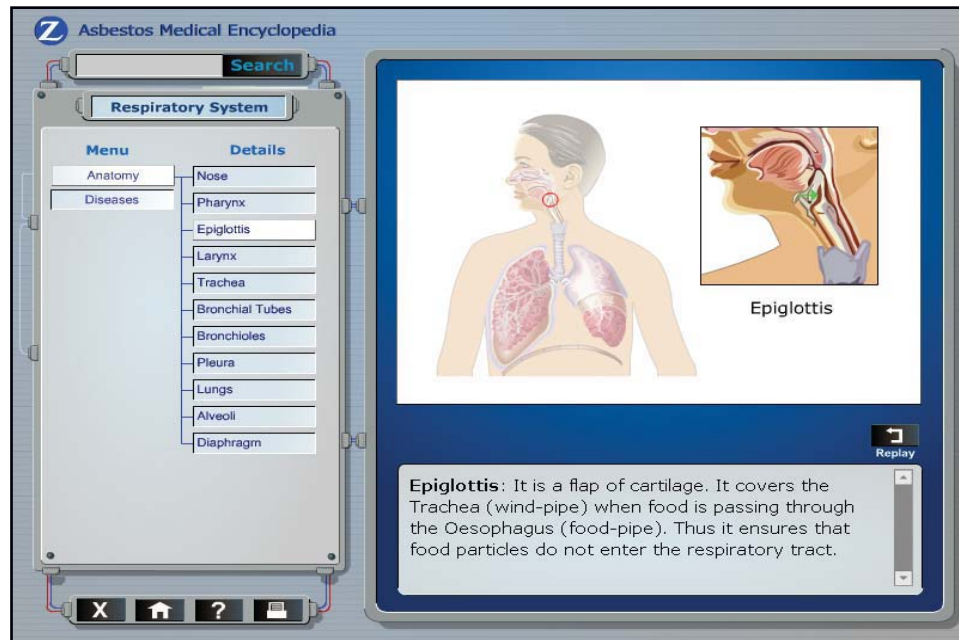 Z Asbestos Medical Encyclopedia
Search
Respiratory System
Menu
Details
Anatomy
Diseases
Nose
Pharynx
Epiglottis
Larynx
Trachea
Bronchial Tubes
Bronchioles
Pleura
Lungs
Alveoli
Diaphragm
Epiglottis
Replay
Epiglottis: It is a flap of cartilage. It covers the
Trachea (wind-pipe) when food is passing through
the Oesophagus (food-pipe). Thus it ensures that
food particles do not enter the respiratory tract.
X ?